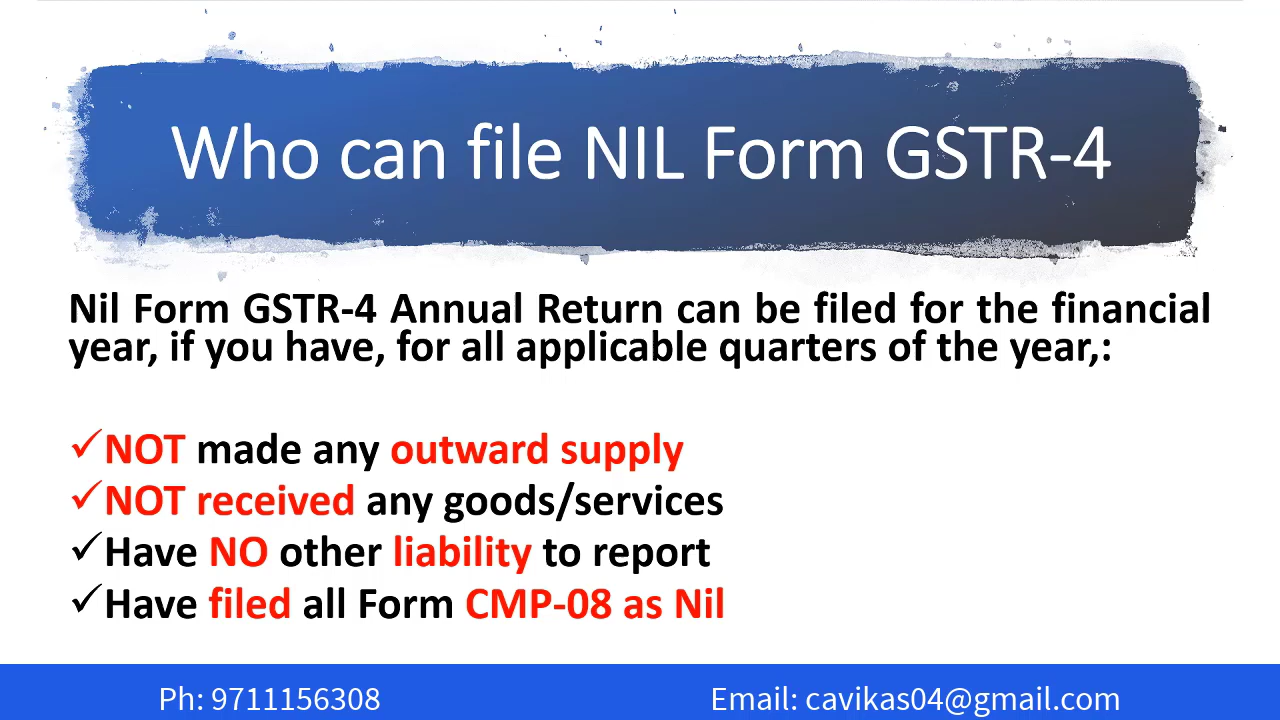 Who can file NIL Form GSTR-4
Nil Form GSTR-4 Annual Return can be filed for the financial
year, if you have, for all applicable quarters of the year,:
✓NOT made any outward supply
✓NOT received any goods/services
✓Have NO other liability to report
✓Have filed all Form CMP-08 as Nil
Ph: 9711156308
Email: cavikas04@gmail.com